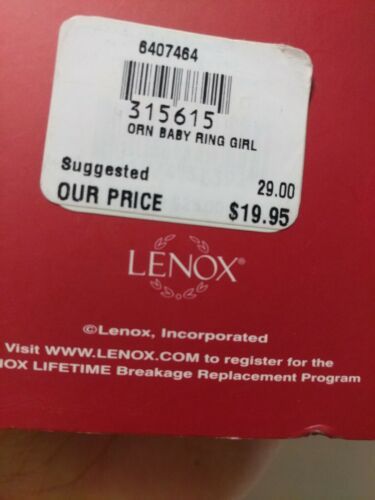 6407464
315615
ORN BABY RING GIRL
Suggested 29.00
OUR PRICE $19.95
LENOX®
©Lenox, Incorporated
Visit WWW.LENOX.COM to register for the
LIFETIME Breakage Replacement Program